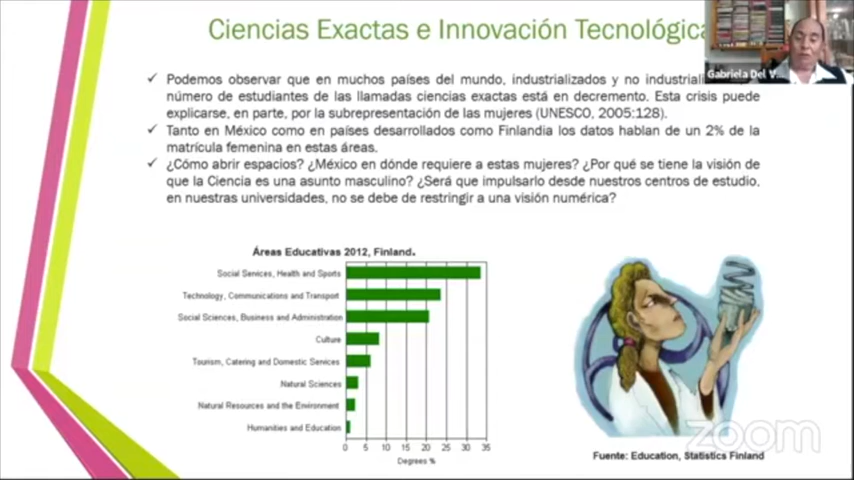 Ciencias Exactas e Innovación Tecnológica
Gabriela Del V...
✓ Podemos observar que en muchos países del mundo, industrializados y no
número de estudiantes de las llamadas ciencias exactas está en decremento. Esta crisis puede
explicarse, en parte, por la subrepresentación de las mujeres (UNESCO, 2005:128).
✓ Tanto en México como en países desarrollados como Finlandia los datos hablan de un 2% de la
matrícula femenina en estas áreas.
✓ ¿Cómo abrir espacios? ¿México en dónde requiere a estas mujeres? ¿Por qué se tiene la visión de
que la Ciencia es una asunto masculino? ¿Será que impulsarlo desde nuestros centros de estudio,
en nuestras universidades, no se debe de restringir a una visión numérica?
Áreas Educativas 2012, Finland.
Social Services, Health and Sports
Technology, Communications and Transport
Social Sciences, Business and Administration
Culture
Tourism, Catering and Domestic Services
Natural Sciences
Natural Resources and the Environment
Humanities and Education
0 5 10 15 20 25 30 35
Degrees %
zoom
Fuente: Education, Statistics Finland